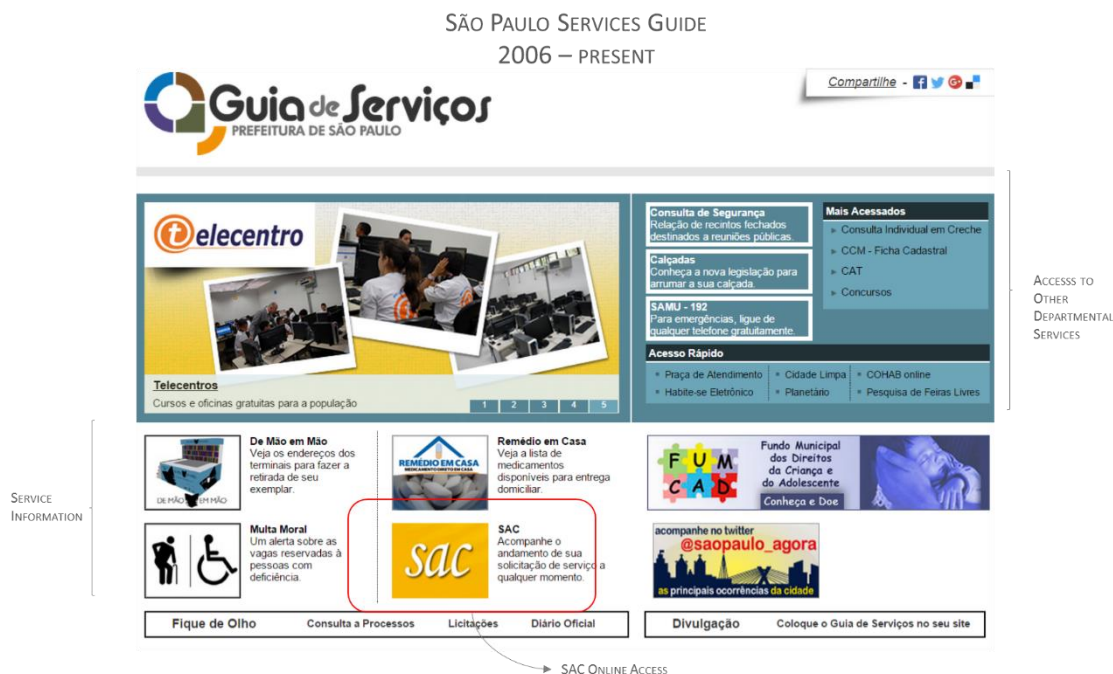 SÃO PAULO SERVICES GUIDE
2006 – PRESENT
Guia de Serviços
PREFEITURA DE SÃO PAULO
Compartilhe -
telecentro
Telecentros
Cursos e oficinas gratuitas para a população
1 2 3 4 5
Consulta de Segurança
Relação de recintos fechados
destinados a reuniões públicas.
Calçadas
Conheça a nova legislação para
arrumar a sua calçada.
SAMU - 192
Para emergências, ligue de
qualquer telefone gratuitamente.
Mais Acessados
Consulta Individual em Creche
CCM - Ficha Cadastral
CAT
Concursos
Acesso Rápido
Praça de Atendimento
Cidade Limpa
COHAB online
Habite-se Eletrônico
Planetário
Pesquisa de Feiras Livres
ACCESSS TO
OTHER
DEPARTMENTAL
SERVICES
SERVICE
INFORMATION
DE MÃO EM MÃO
De Mão em Mão
Veja os endereços dos
terminais para fazer a
retirada de seu
exemplar.
REMÉDIO EM CASA
MEDICAMENTO DIRETO EM CASA
Remédio em Casa
Veja a lista de
medicamentos
disponíveis para entrega
domiciliar.
FUM
CAD
Fundo Municipal
dos Direitos
da Criança e
do Adolescente
Conheça e Doe
Multa Moral
Um alerta sobre as
vagas reservadas à
pessoas com
deficiência.
sac
SAC
Acompanhe o
andamento de sua
solicitação de serviço a
qualquer momento.
acompanhe no twitter
@saopaulo_agora
as principais ocorrências da cidade
Fique de Olho
Consulta a Processos
Licitações
Diário Oficial
Divulgação
Coloque o Guia de Serviços no seu site
SAC ONLINE ACCESS